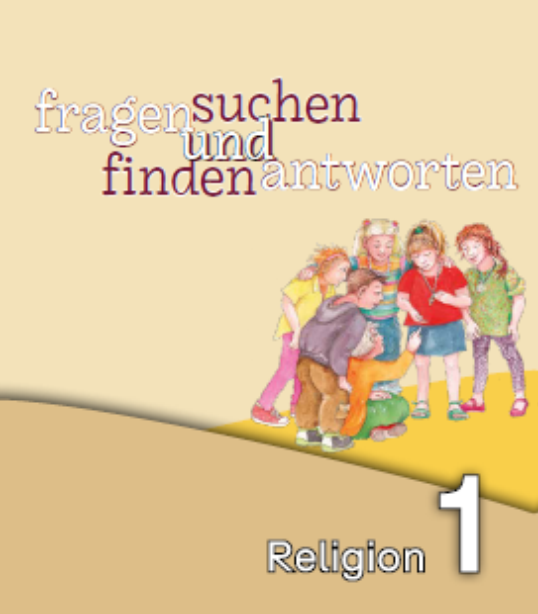 fragen suchen
und
finden antworten
Religion 1